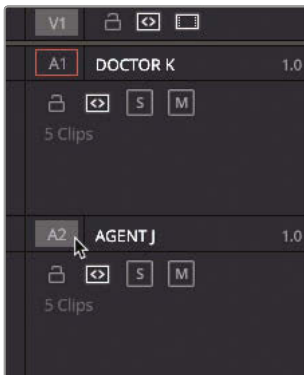 V1
A1 DOCTOR K 1.0
S M
5 Clips
A2 AGENT J 1.0
S M
5 Clips